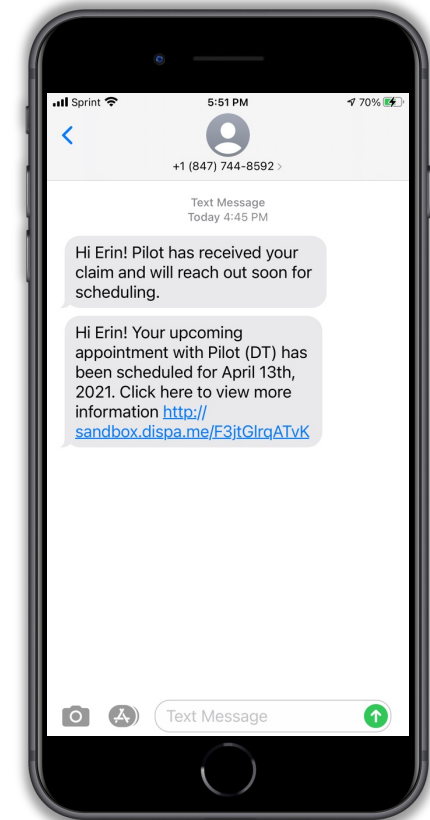 Sprint 5:51 PM 70%
+1 (847) 744-8592 >
Text Message
Today 4:45 PM
Hi Erin! Pilot has received your
claim and will reach out soon for
scheduling.
Hi Erin! Your upcoming
appointment with Pilot (DT) has
been scheduled for April 13th,
2021. Click here to view more
information http://
sandbox.dispa.me/F3jtGlrqATvK
Text Message